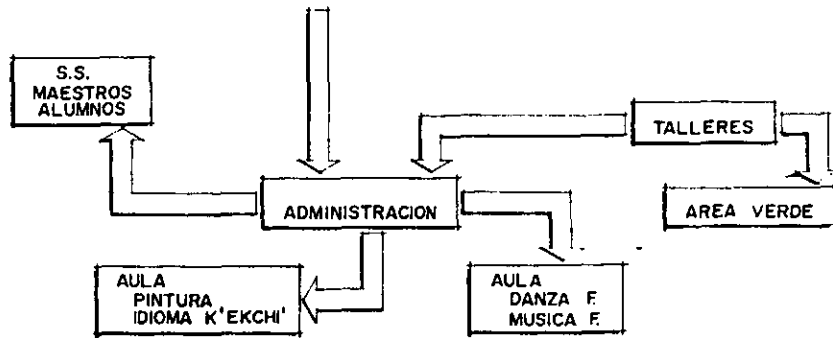 S.S.
MAESTROS
ALUMNOS
TALLERES
ADMINISTRACION
AREA VERDE
AULA
PINTURA
IDIOMA K'EKCHI'
AULA
DANZA F.
MUSICA F.